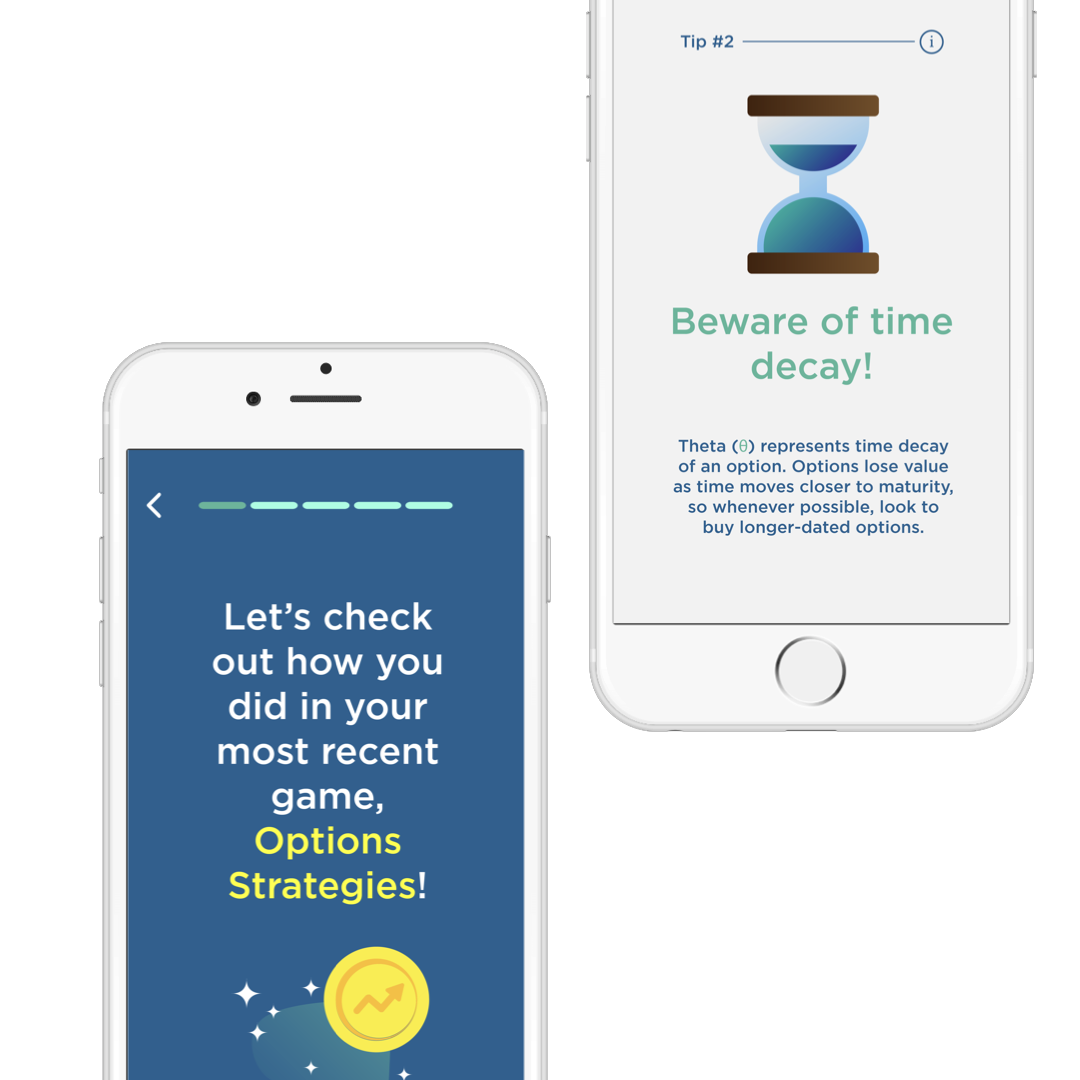 Tip #2
i
Beware of time
decay!
Theta (θ) represents time decay
of an option. Options lose value
as time moves closer to maturity,
so whenever possible, look to
buy longer-dated options.
Let’s check
out how you
did in your
most recent
game,
Options
Strategies!